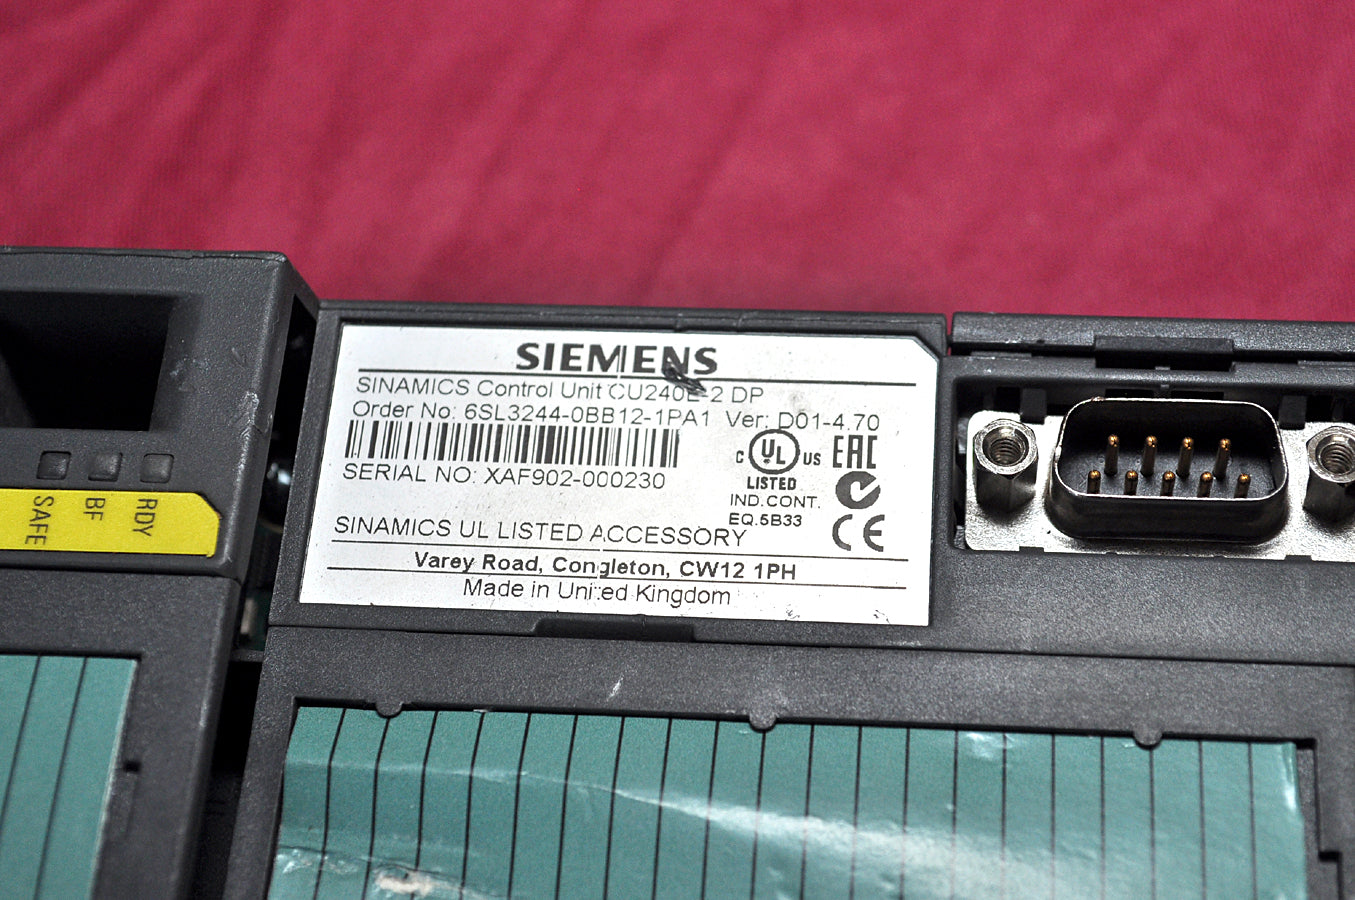 SIEMENS
SINAMICS Control Unit CU240E-2 DP
Order No: 6SL3244-0BB12-1PA1 Ver: D01-4.70
SERIAL NO: XAF902-000230
C UL US
LISTED
IND.CONT.
EQ.5B33
EAC
CE
SINAMICS UL LISTED ACCESSORY
Varey Road, Congleton, CW12 1PH
Made in United Kingdom
RDY
BF
SAFE